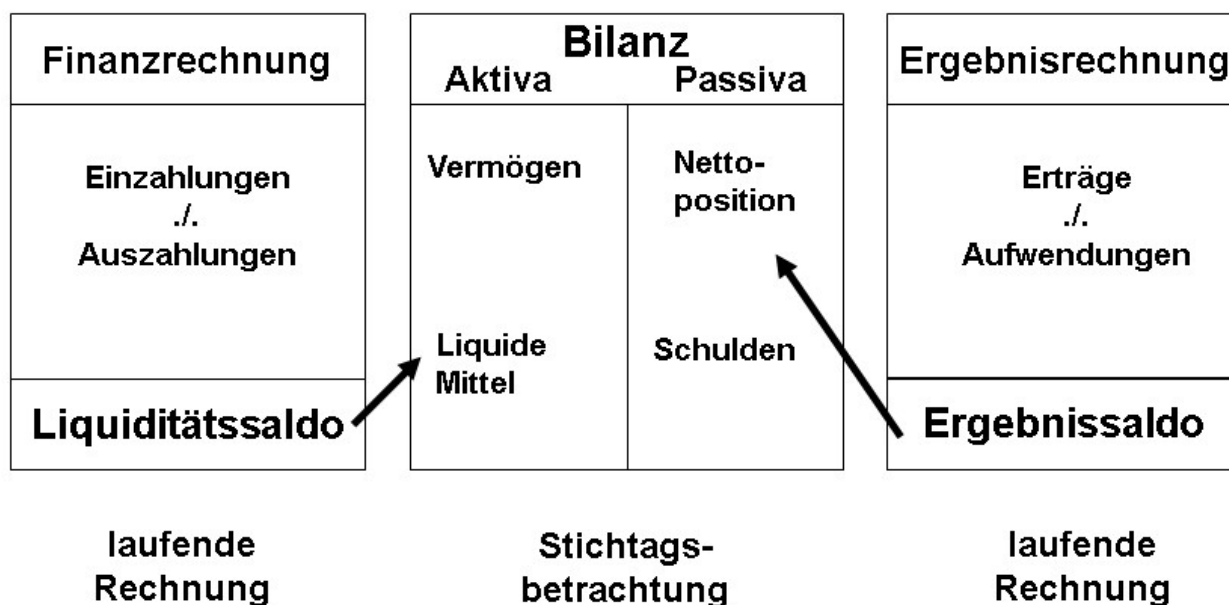 Finanzrechnung
Einzahlungen
./.
Auszahlungen
Liquiditätssaldo
laufende
Rechnung
Bilanz
Aktiva Passiva
Vermögen
Liquide
Mittel
Netto-
position
Schulden
Stichtags-
betrachtung
Ergebnisrechnung
Erträge
./.
Aufwendungen
Ergebnissaldo
laufende
Rechnung